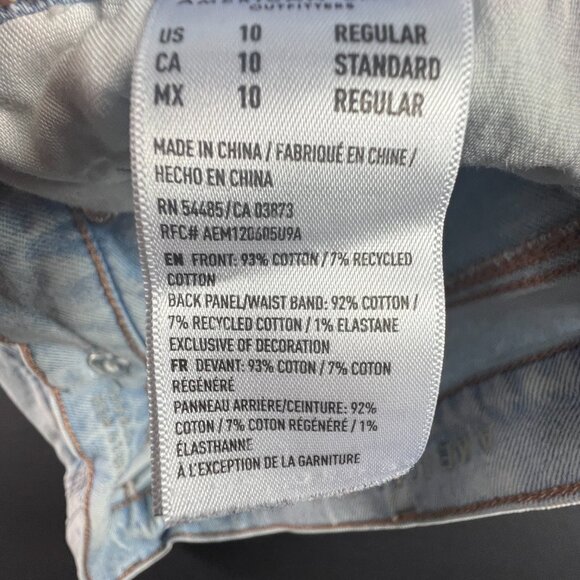 OUTFITTERS
US 10 REGULAR
CA 10 STANDARD
MX 10 REGULAR
MADE IN CHINA / FABRIQUÉ EN CHINE /
HECHO EN CHINA
RN 54485/CA 03873
RFC# AEM120605U9A
EN FRONT: 93% COTTON / 7% RECYCLED
COTTON
BACK PANEL/WAIST BAND: 92% COTTON /
7% RECYCLED COTTON / 1% ELASTANE
EXCLUSIVE OF DECORATION
FR DEVANT: 93% COTON / 7% COTON
RÉGÉNÉRÉ
PANNEAU ARRIERE/CEINTURE: 92%
COTON / 7% COTON RÉGÉNÉRÉ / 1%
ÉLASTHANNE
À L'EXCEPTION DE LA GARNITURE